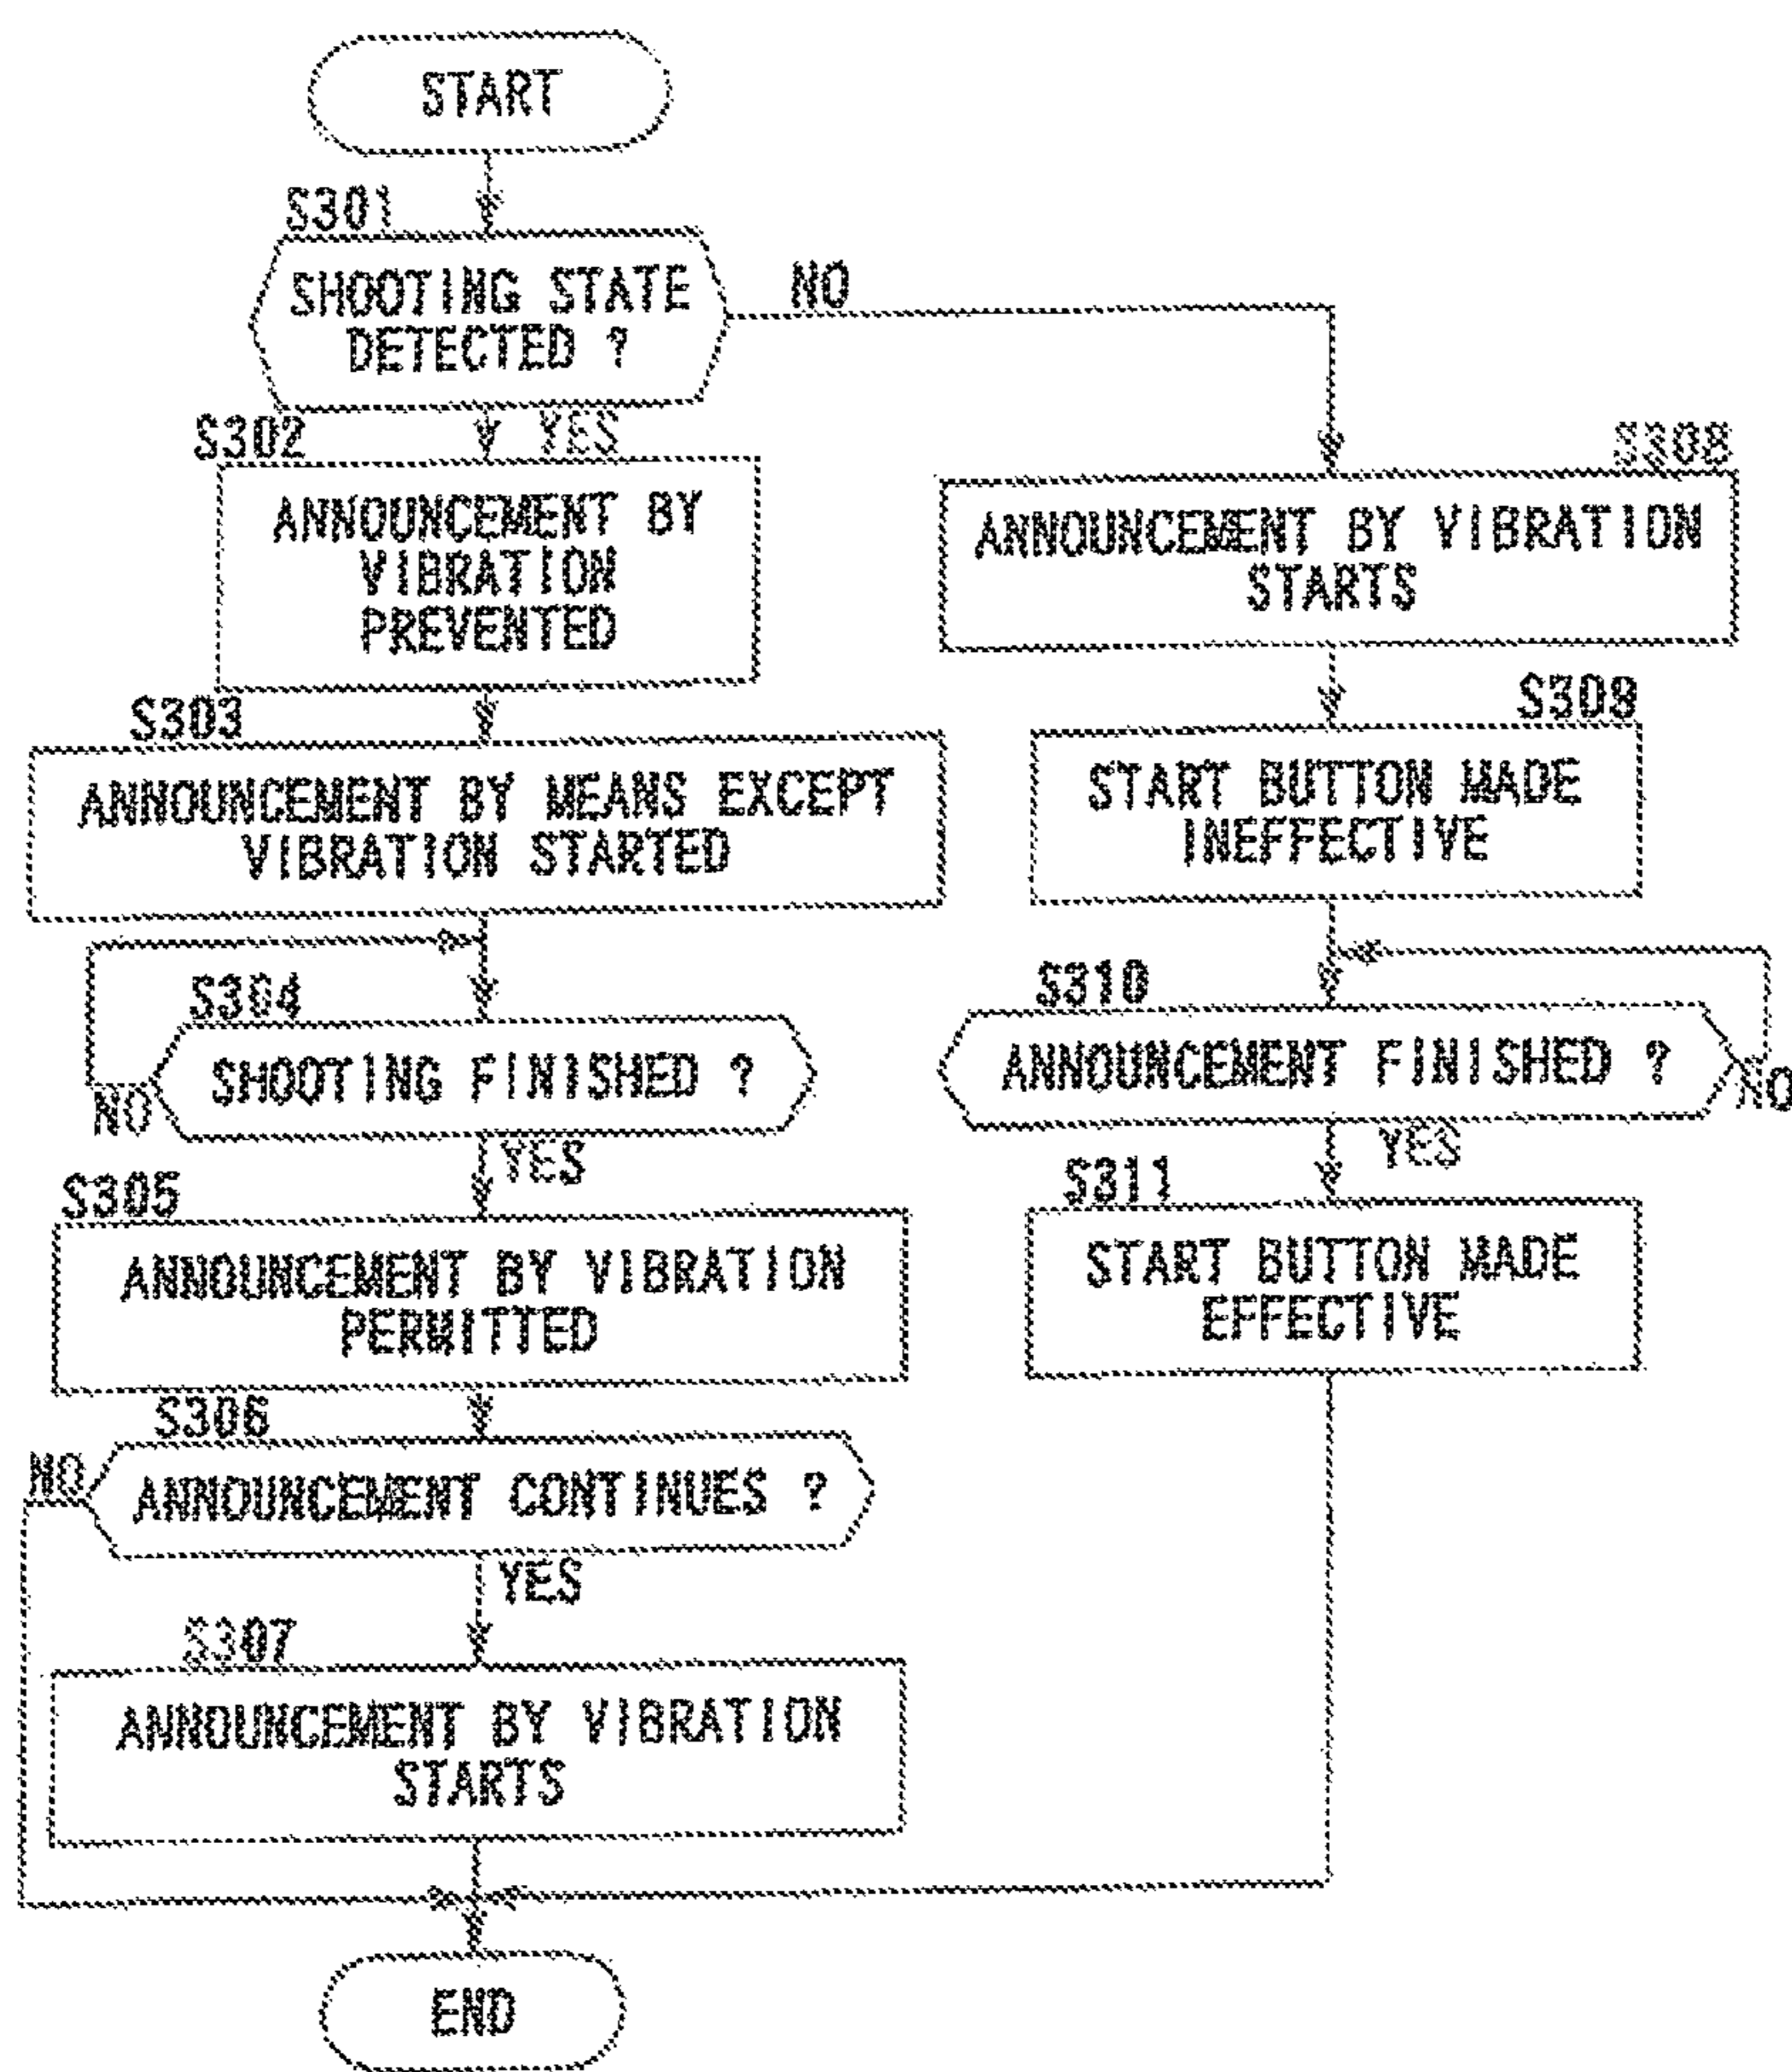 START
S301
SHOOTING STATE
DETECTED ?
NO
YES
S302
ANNOUNCEMENT BY
VIBRATION
PREVENTED
S303
ANNOUNCEMENT BY MEANS EXCEPT
VIBRATION STARTED
S304
SHOOTING FINISHED ?
NO
YES
S305
ANNOUNCEMENT BY VIBRATION
PERMITTED
S306
NO
ANNOUNCEMENT CONTINUES ?
YES
S307
ANNOUNCEMENT BY VIBRATION
STARTS
S308
ANNOUNCEMENT BY VIBRATION
STARTS
S309
START BUTTON MADE
INEFFECTIVE
S310
ANNOUNCEMENT FINISHED ?
NO
YES
S311
START BUTTON MADE
EFFECTIVE
END